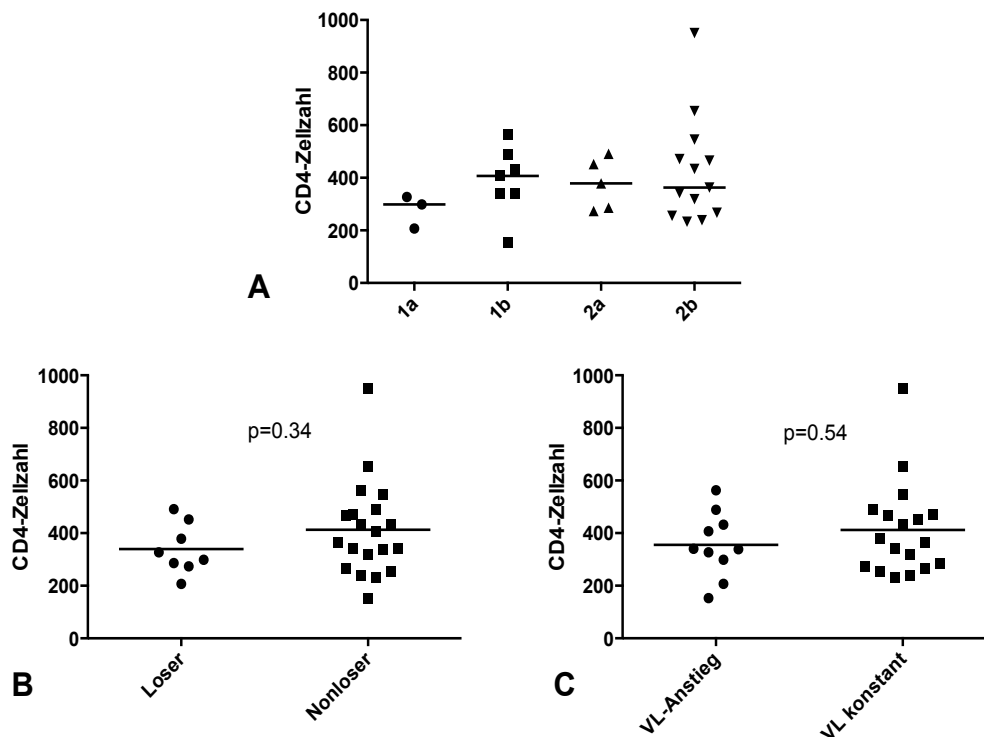 1000
800
600
400
200
0
CD4-Zellzahl
1a
1b
2a
2b
A
1000
800
600
400
200
0
CD4-Zellzahl
p=0.34
Loser
Nonloser
B
1000
800
600
400
200
0
CD4-Zellzahl
p=0.54
VL-Anstieg
VL konstant
C